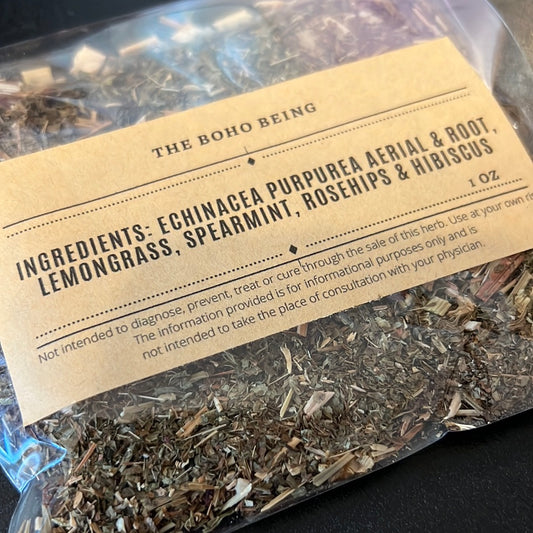 THE BOHO BEING
INGREDIENTS: ECHINACEA PURPUREA AERIAL & ROOT,
LEMONGRASS, SPEARMINT, ROSEHIPS & HIBISCUS
1 OZ
Not intended to diagnose, prevent, treat or cure through the sale of this herb. Use at your own
The information provided is for informational purposes only and is
not intended to take the place of consultation with your physician.